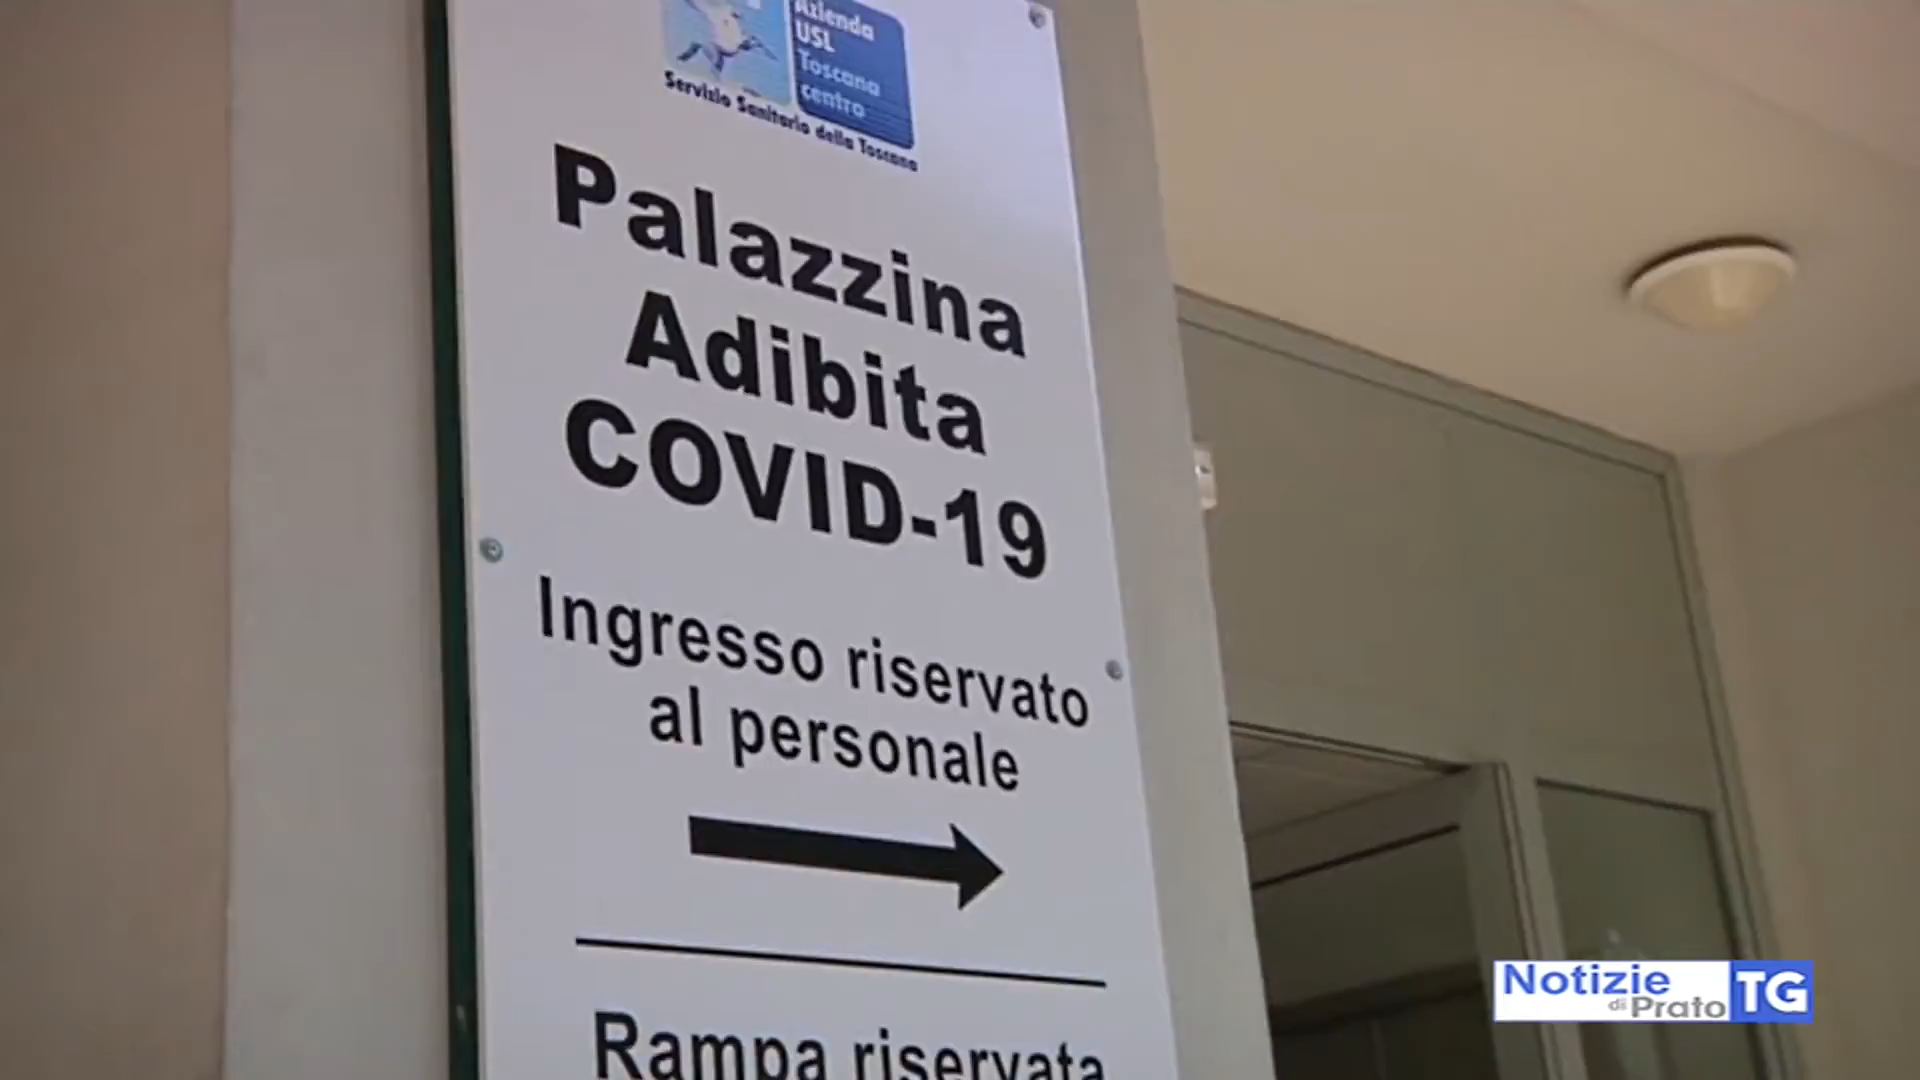 Azienda
USL
Toscana
centro
Servizio Sanitario della Toscana
Palazzina
Adibita
COVID-19
Ingresso riservato
al personale
Rampa riservata
Notizie
di Prato
TG